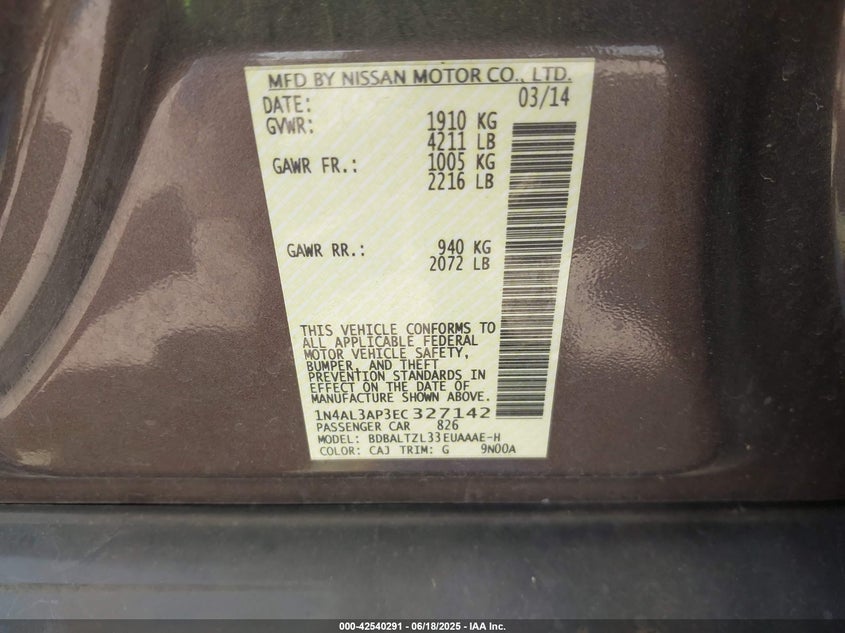 MFD BY NISSAN MOTOR CO., LTD.
DATE: 03/14
GVWR: 1910 KG
4211 LB
GAWR FR.: 1005 KG
2216 LB
GAWR RR.: 940 KG
2072 LB
THIS VEHICLE CONFORMS TO
ALL APPLICABLE FEDERAL
MOTOR VEHICLE SAFETY,
BUMPER, AND THEFT
PREVENTION STANDARDS IN
EFFECT ON THE DATE OF
MANUFACTURE SHOWN ABOVE.
1N4AL3AP3EC327142
PASSENGER CAR 826
MODEL: BDBALTZL33EUAAAE-H
COLOR: CAJ TRIM: G 9N00A
000-42540291 - 06/18/2025 - IAA Inc.